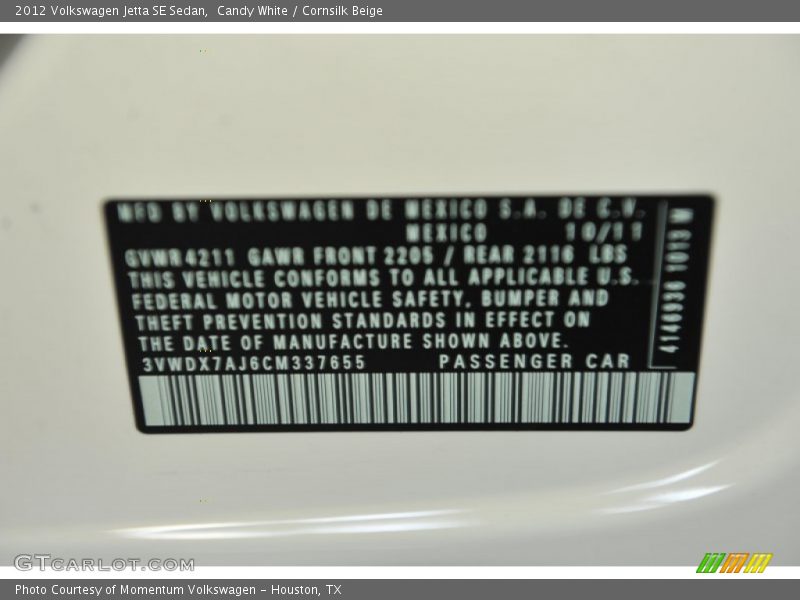 2012 Volkswagen Jetta SE Sedan,  Candy White / Cornsilk Beige
MFD BY VOLKSWAGEN DE MEXICO S.A. DE C.V.
MEXICO 10/11
GVWR 4211 GAWR FRONT 2205 / REAR 2116 LBS
THIS VEHICLE CONFORMS TO ALL APPLICABLE U.S.
FEDERAL MOTOR VEHICLE SAFETY, BUMPER AND
THEFT PREVENTION STANDARDS IN EFFECT ON
THE DATE OF MANUFACTURE SHOWN ABOVE.
3VWDX7AJ6CM337655 PASSENGER CAR
1013 W
GTCARLOT.COM
Photo Courtesy of Momentum Volkswagen - Houston, TX